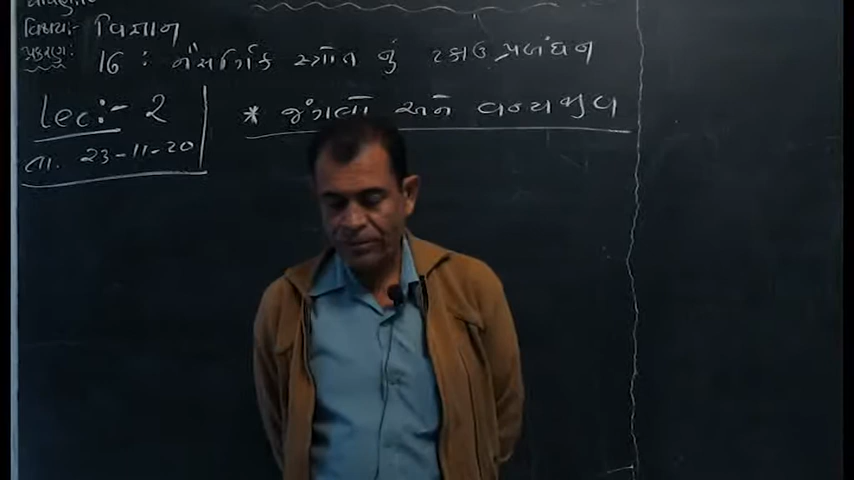 વિષય:- વિજ્ઞાન
પ્રકરણ: 16 : નૈસર્ગિક સ્ત્રોત નું ટકાઉ પ્રબંધન
Lec:- 2
* જંગલો અને વન્યજીવ
તા. 23-11-20